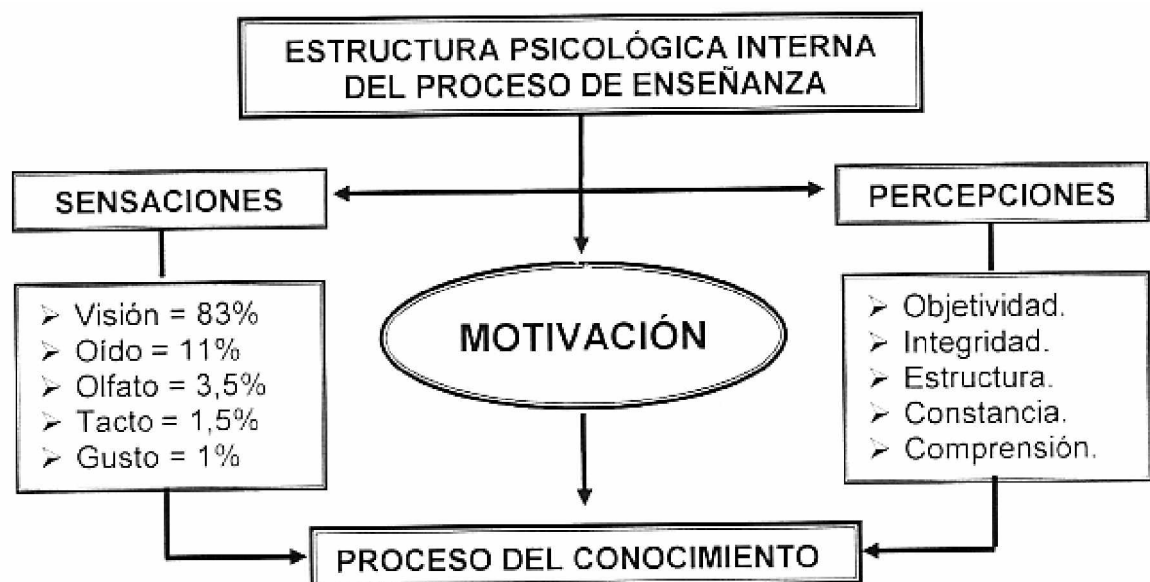 ESTRUCTURA PSICOLÓGICA INTERNA
DEL PROCESO DE ENSEÑANZA
SENSACIONES
PERCEPCIONES
➢ Visión = 83%
➢ Oído = 11%
➢ Olfato = 3,5%
➢ Tacto = 1,5%
➢ Gusto = 1%
MOTIVACIÓN
➢ Objetividad.
➢ Integridad.
➢ Estructura.
➢ Constancia.
➢ Comprensión.
PROCESO DEL CONOCIMIENTO